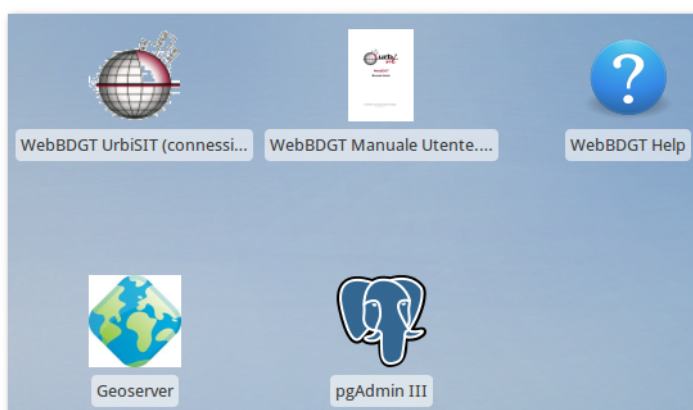 WebBDGT UrbiSIT (connessi...
WebBDGT Manuale Utente....
WebBDGT Help
Geoserver
pgAdmin III